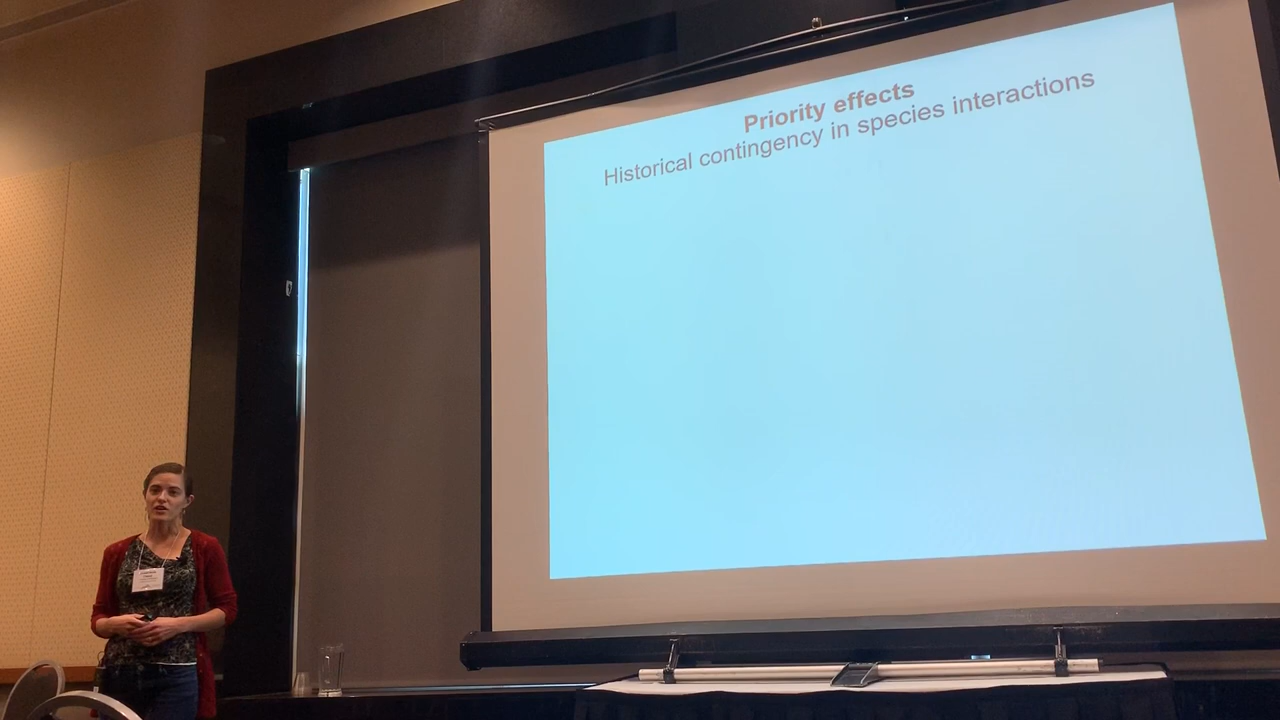 Priority effects
Historical contingency in species interactions